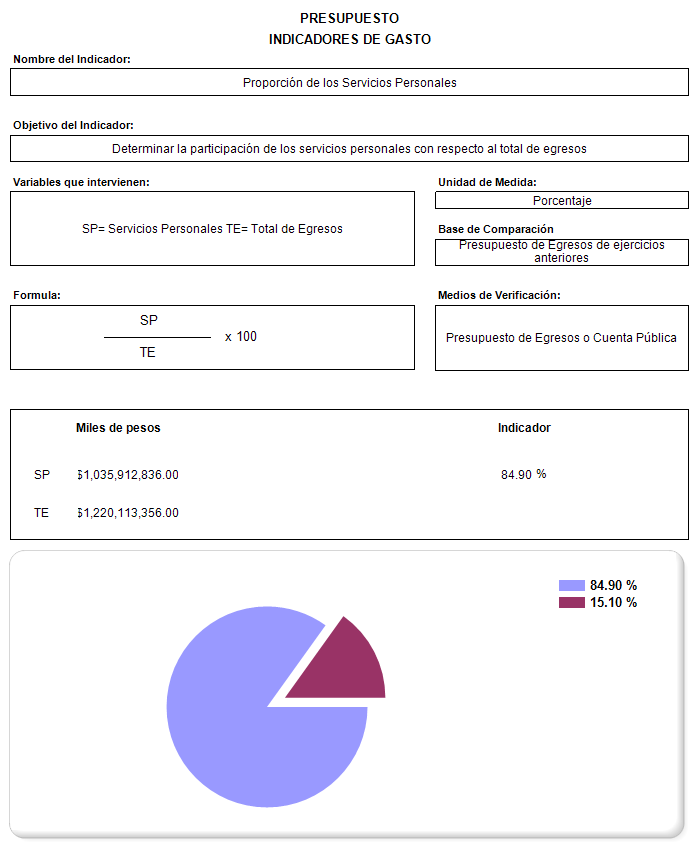 PRESUPUESTO
INDICADORES DE GASTO
Nombre del Indicador:
Proporción de los Servicios Personales
Objetivo del Indicador:
Determinar la participación de los servicios personales con respecto al total de egresos
Variables que intervienen:
SP= Servicios Personales TE= Total de Egresos
Unidad de Medida:
Porcentaje
Base de Comparación
Presupuesto de Egresos de ejercicios
anteriores
Formula:
SP
x 100
TE
Medios de Verificación:
Presupuesto de Egresos o Cuenta Pública
Miles de pesos Indicador
SP $1,035,912,836.00 84.90 %
TE $1,220,113,356.00
84.90 %
15.10 %